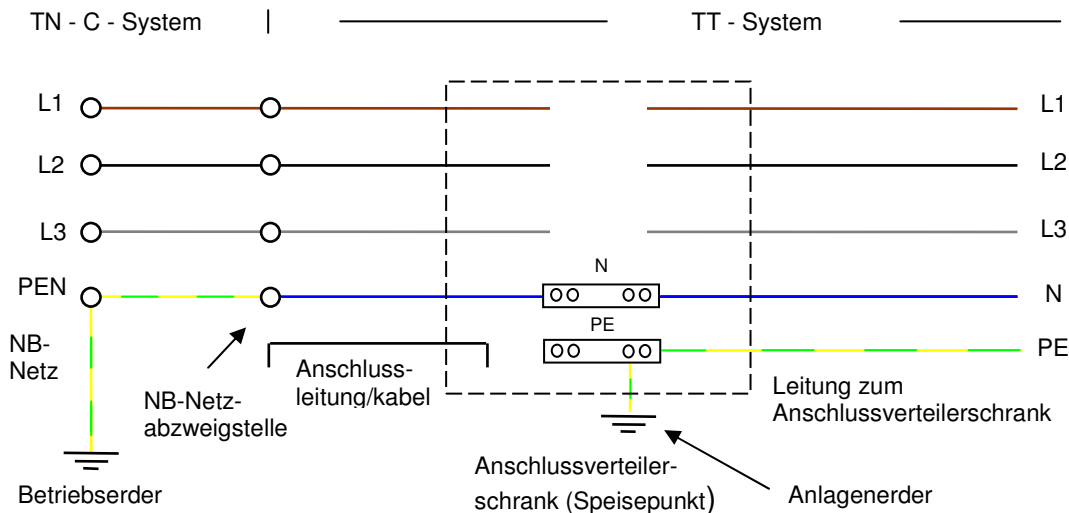 TN - C - System
TT - System
L1
L1
L2
L2
L3
L3
PEN
N
N
PE
PE
NB-
Netz
NB-Netz-
abzweigstelle
Anschluss-
leitung/kabel
Leitung zum
Anschlussverteilerschrank
Betriebserder
Anschlussverteiler-
schrank (Speisepunkt)
Anlagenerder